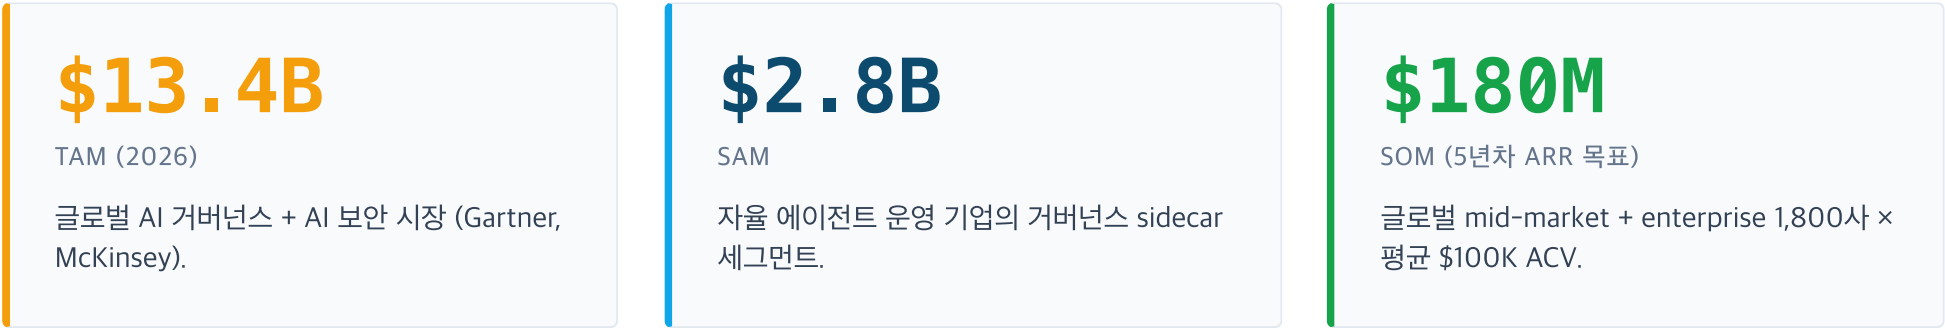 $13.4B
TAM (2026)
글로벌 AI 거버넌스 + AI 보안 시장 (Gartner,
McKinsey).
$2.8B
SAM
자율 에이전트 운영 기업의 거버넌스 sidecar
세그먼트.
$180M
SOM (5년차 ARR 목표)
글로벌 mid-market + enterprise 1,800사 ×
평균 $100K ACV.